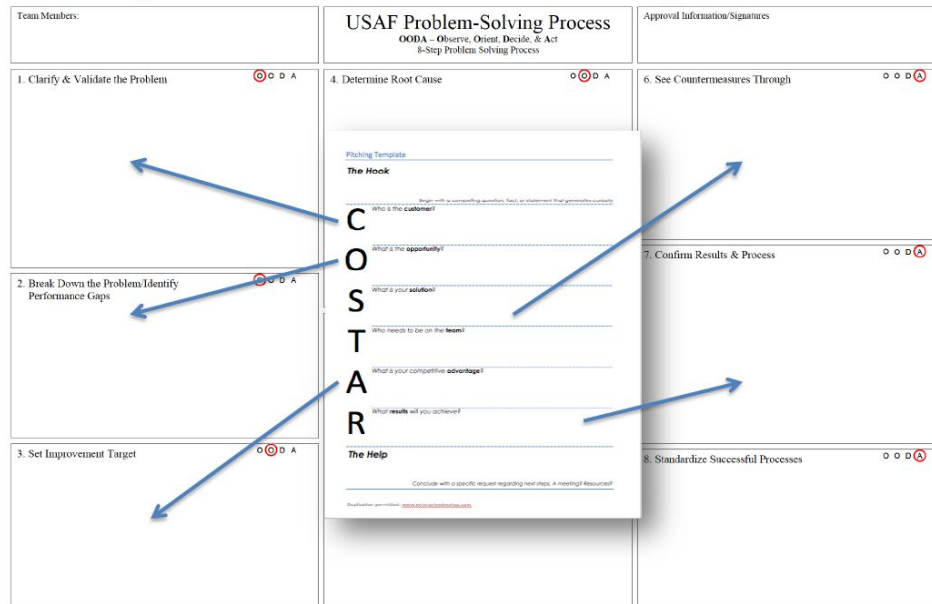 Team Members:
USAF Problem-Solving Process
OODA – Observe, Orient, Decide, & Act
8-Step Problem Solving Process
Approval Information/Signatures
1. Clarify & Validate the Problem
O O D A
2. Break Down the Problem/Identify
Performance Gaps
O O D A
3. Set Improvement Target
O O D A
4. Determine Root Cause
O O D A
Pitching Template
The Hook
Begin with a compelling question, fact, or statement that generates curiosity
C
Who is the customer?
O
What is the opportunity?
S
What is your solution?
T
Who needs to be on the team?
A
What is your competitive advantage?
R
What results will you achieve?
The Help
Conclude with a specific request regarding next steps. A meeting? Resources?
Duplication permitted.
6. See Countermeasures Through
O O D A
7. Confirm Results & Process
O O D A
8. Standardize Successful Processes
O O D A